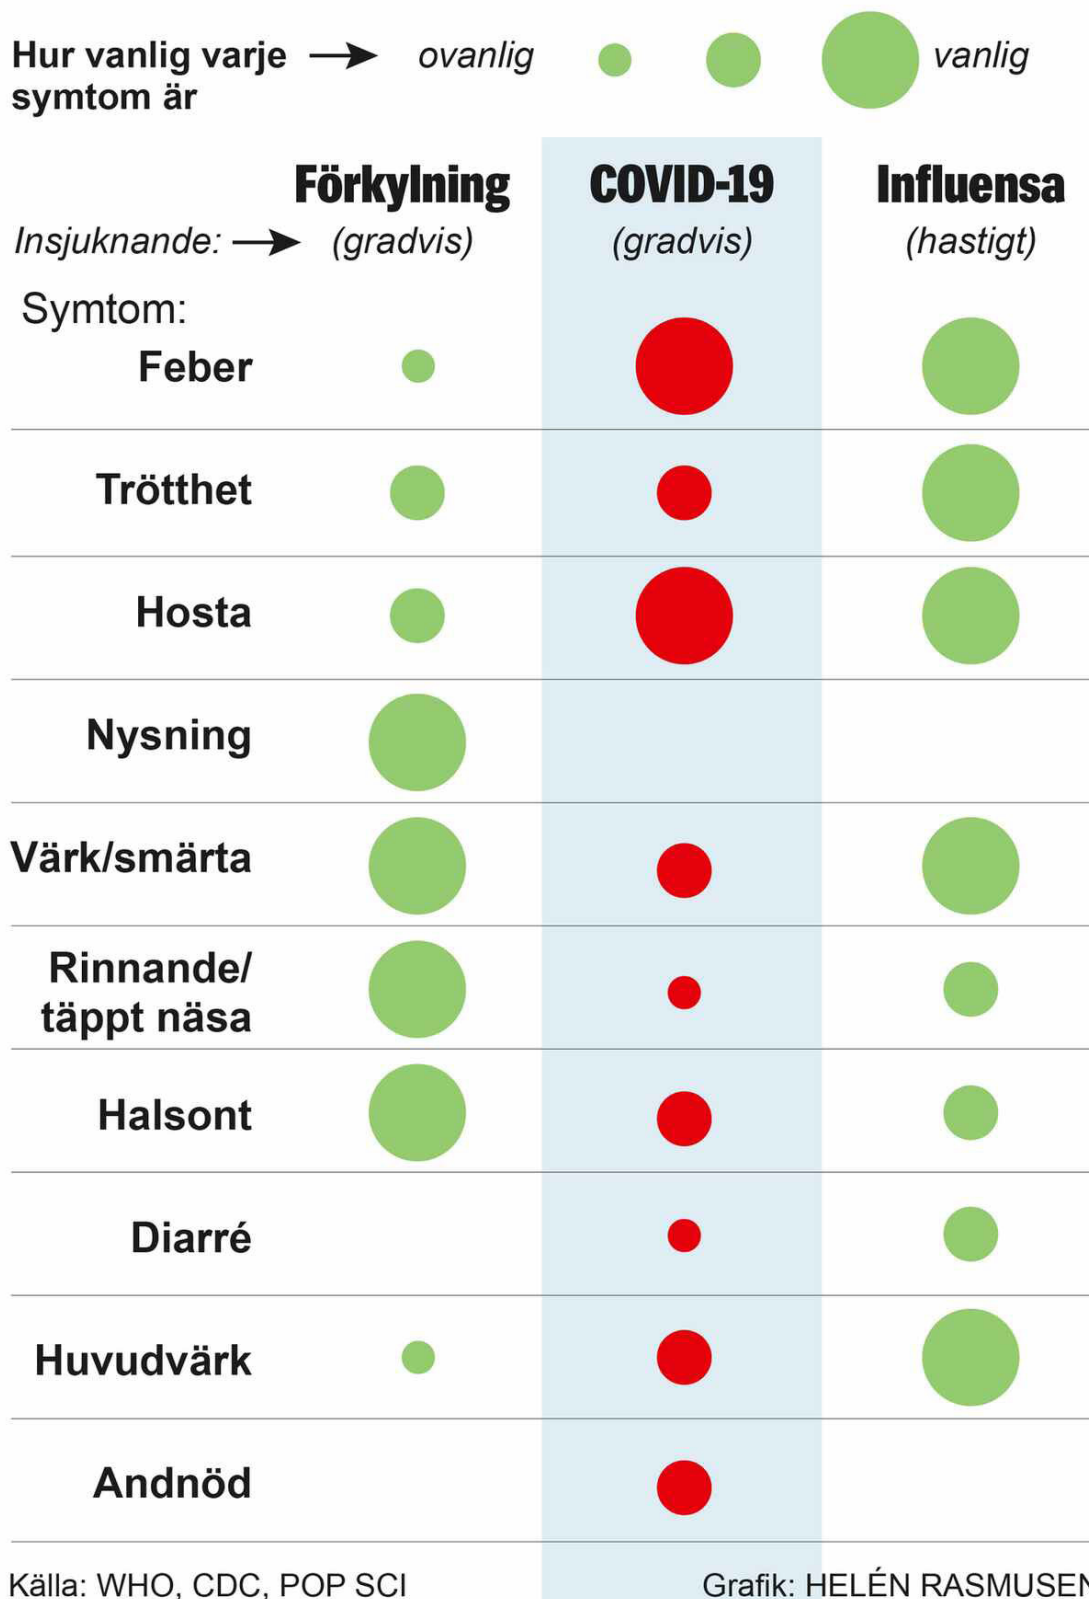 Hur vanlig varje → ovanlig vanlig
symtom är
Förkylning COVID-19 Influensa
Insjuknande: → (gradvis) (gradvis) (hastigt)
Symtom:
Feber
Trötthet
Hosta
Nysning
Värk/smärta
Rinnande/
täppt näsa
Halsont
Diarré
Huvudvärk
Andnöd
Källa: WHO, CDC, POP SCI Grafik: HELÉN RASMUSEN